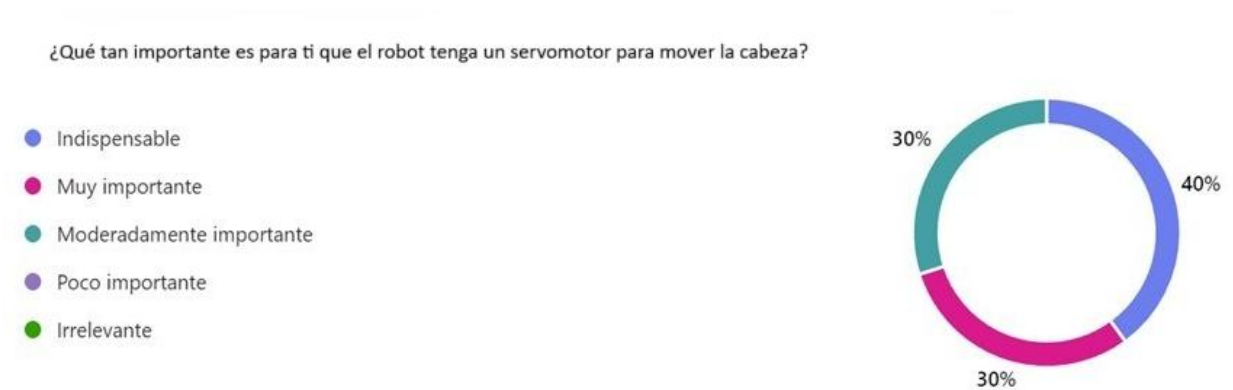 ¿Qué tan importante es para ti que el robot tenga un servomotor para mover la cabeza?
Indispensable
Muy importante
Moderadamente importante
Poco importante
Irrelevante
30%
40%
30%